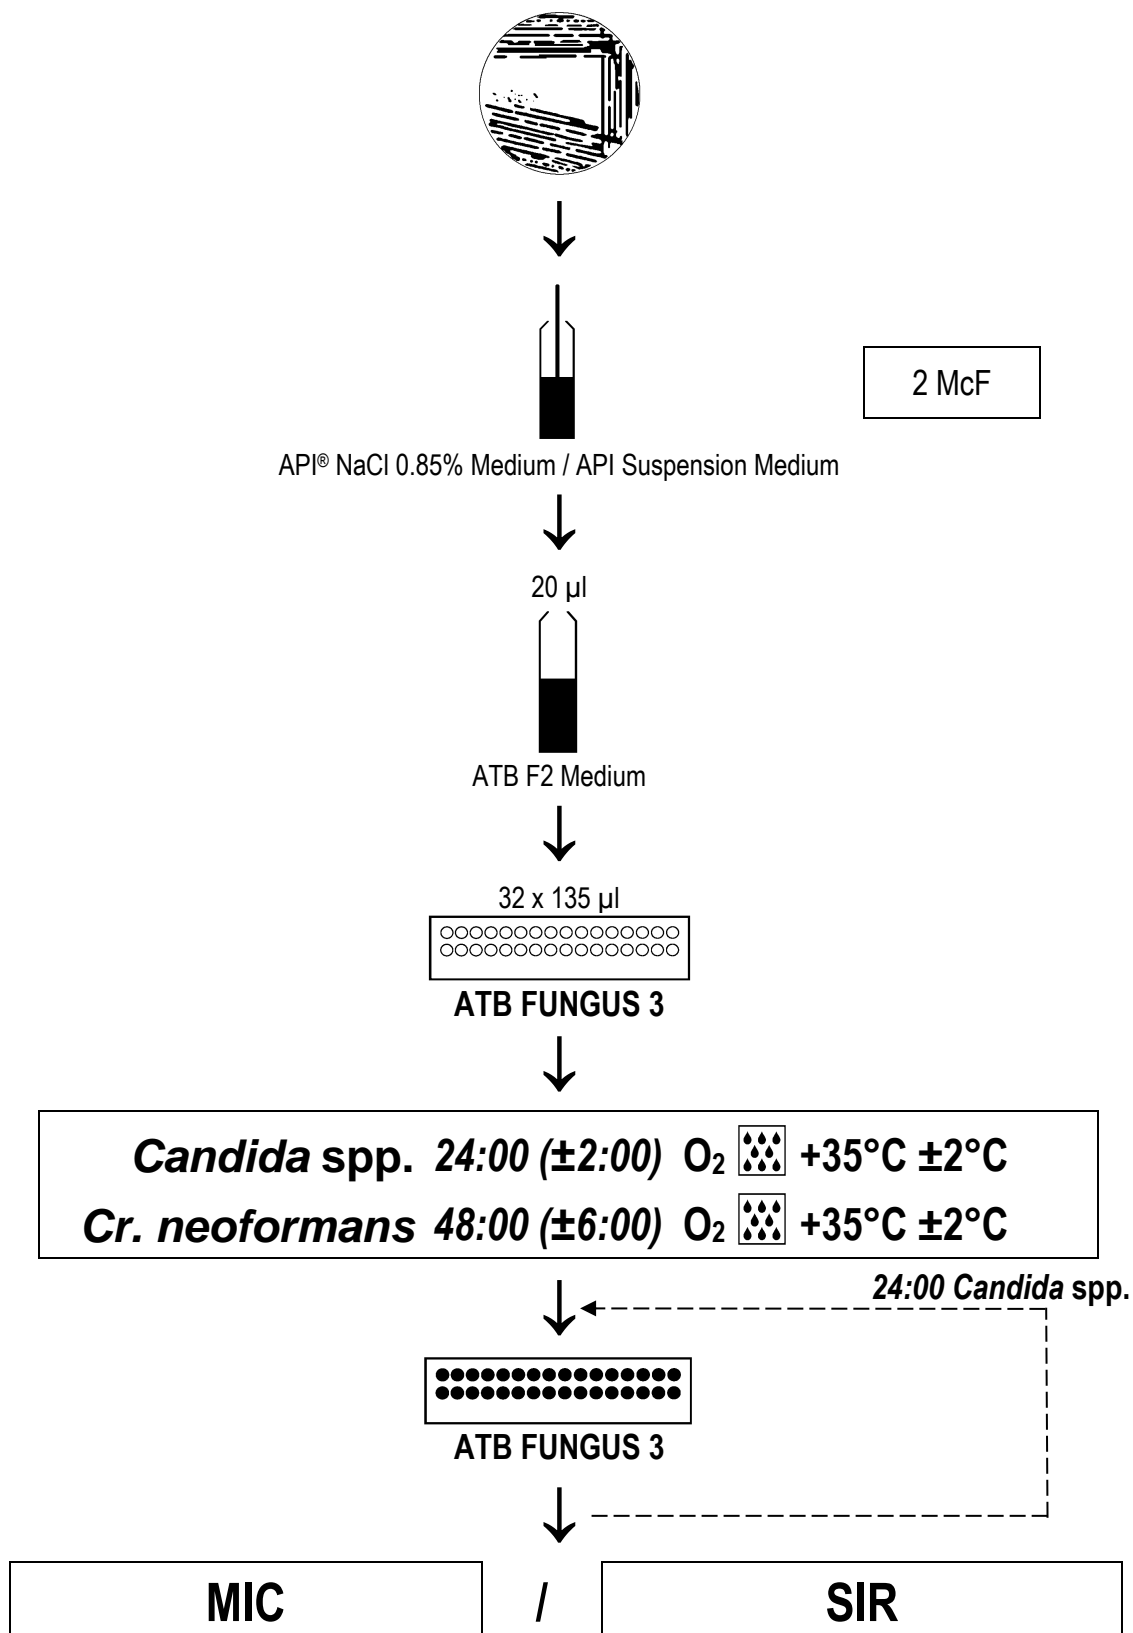 2 McF
API® NaCl 0.85% Medium / API Suspension Medium
20 µl
ATB F2 Medium
32 x 135 µl
ATB FUNGUS 3
Candida spp. 24:00 (±2:00) O₂ +35°C ±2°C
Cr. neoformans 48:00 (±6:00) O₂ +35°C ±2°C
24:00 Candida spp.
ATB FUNGUS 3
MIC / SIR